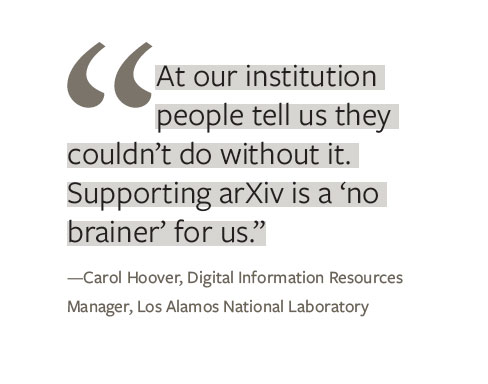 “At our institution
people tell us they
couldn’t do without it.
Supporting arXiv is a ‘no
brainer’ for us.”
—Carol Hoover, Digital Information Resources
Manager, Los Alamos National Laboratory